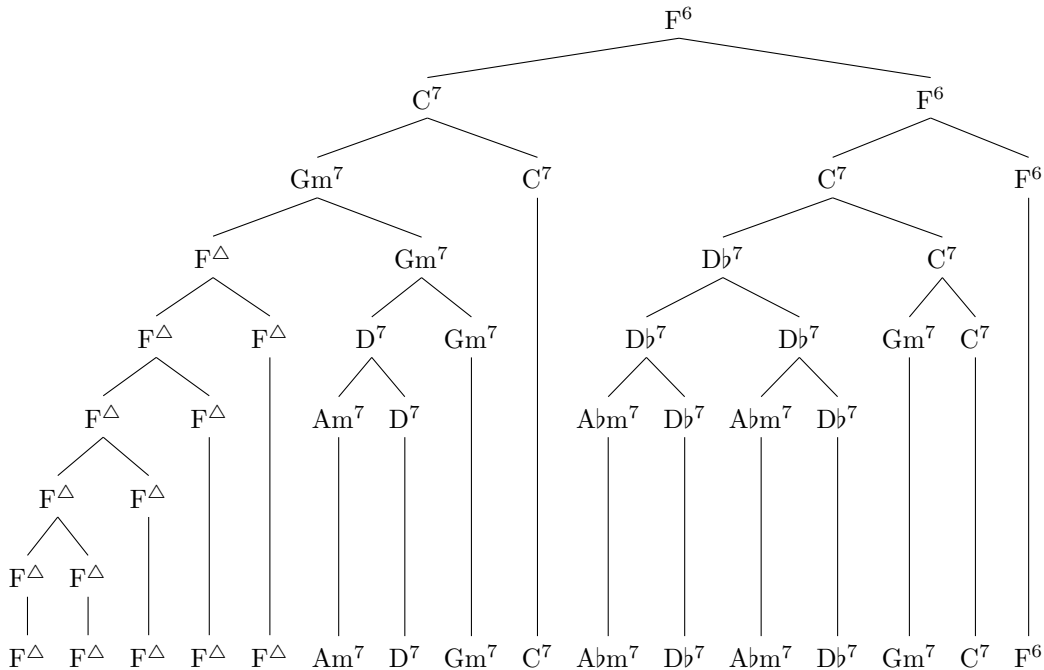 F⁶
C⁷ F⁶
Gm⁷ C⁷ C⁷ F⁶
F△ Gm⁷ D♭⁷ C⁷
F△ F△ D⁷ Gm⁷ D♭⁷ D♭⁷ Gm⁷ C⁷
F△ F△ Am⁷ D⁷ A♭m⁷ D♭⁷ A♭m⁷ D♭⁷
F△ F△
F△ F△
F△ F△ F△ F△ F△ Am⁷ D⁷ Gm⁷ C⁷ A♭m⁷ D♭⁷ A♭m⁷ D♭⁷ Gm⁷ C⁷ F⁶